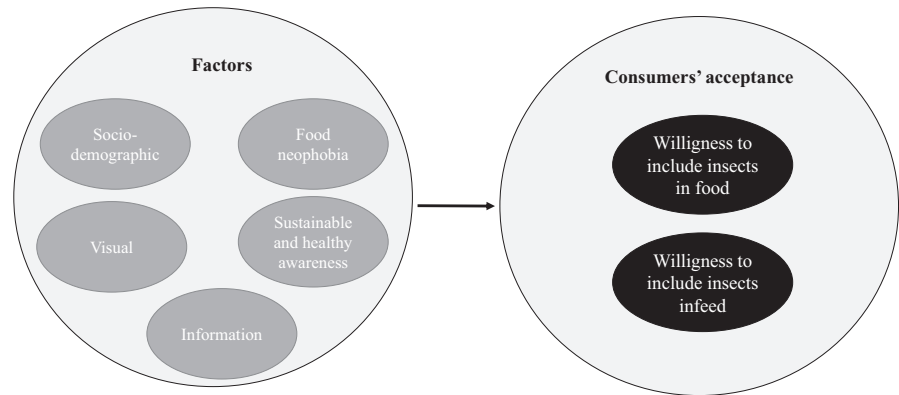 Factors
Socio-
demographic
Food
neophobia
Visual
Sustainable
and healthy
awareness
Information
Consumers’ acceptance
Willigness to
include insects
in food
Willigness to
include insects
infeed